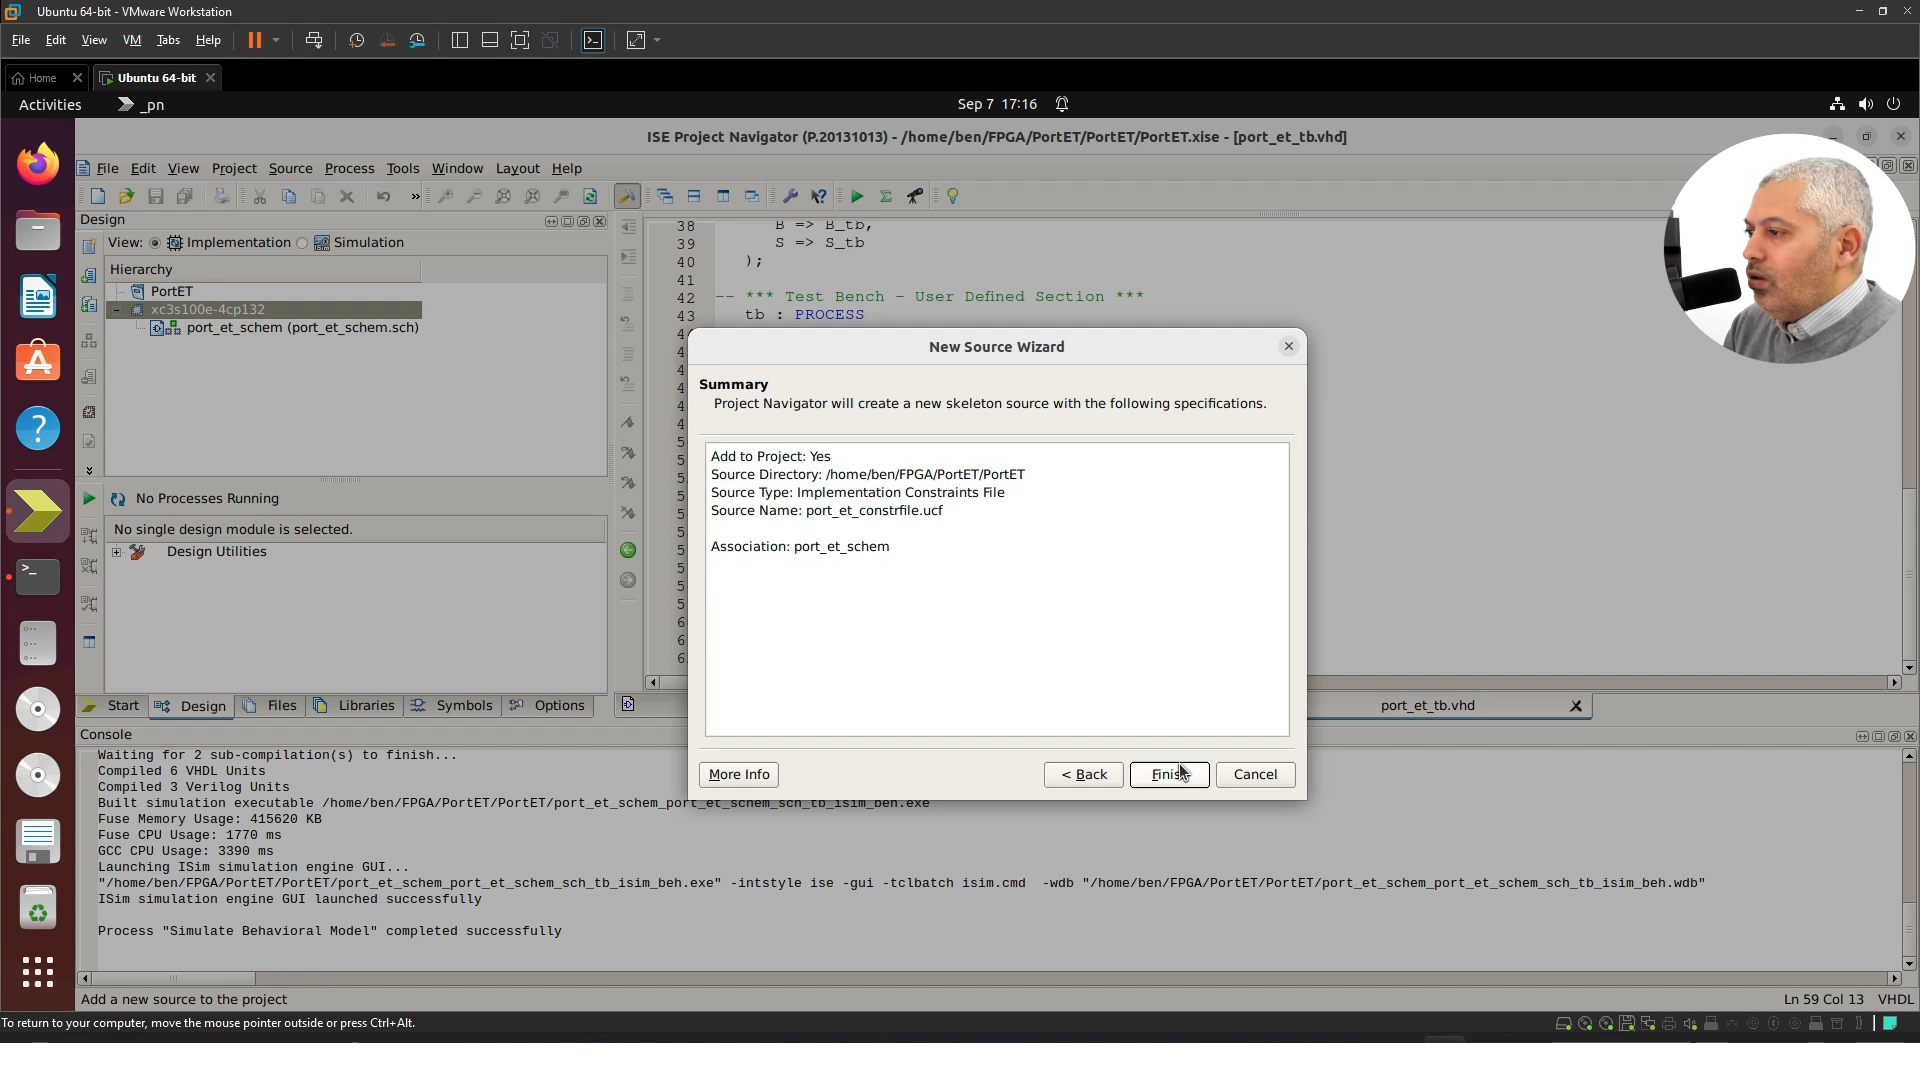 Ubuntu 64-bit - VMware Workstation
File Edit View VM Tabs Help
Home Ubuntu 64-bit
Activities _pn Sep 7 17:16
ISE Project Navigator (P.20131013) - /home/ben/FPGA/PortET/PortET/PortET.xise - [port_et_tb.vhd]
File Edit View Project Source Process Tools Window Layout Help
Design
View: Implementation Simulation
Hierarchy
PortET
xc3s100e-4cp132
port_et_schem (port_et_schem.sch)
38 B => B_tb,
39 S => S_tb
40 );
41
42 -- *** Test Bench - User Defined Section ***
43 tb : PROCESS
New Source Wizard
Summary
Project Navigator will create a new skeleton source with the following specifications.
Add to Project: Yes
Source Directory: /home/ben/FPGA/PortET/PortET
Source Type: Implementation Constraints File
Source Name: port_et_constrfile.ucf
Association: port_et_schem
More Info < Back Finish Cancel
No Processes Running
No single design module is selected.
Design Utilities
Start Design Files Libraries Symbols Options
port_et_tb.vhd
Console
Waiting for 2 sub-compilation(s) to finish...
Compiled 6 VHDL Units
Compiled 3 Verilog Units
Built simulation executable /home/ben/FPGA/PortET/PortET/port_et_schem_port_et_schem_sch_tb_isim_beh.exe
Fuse Memory Usage: 415620 KB
Fuse CPU Usage: 1770 ms
GCC CPU Usage: 3390 ms
Launching ISim simulation engine GUI...
"/home/ben/FPGA/PortET/PortET/port_et_schem_port_et_schem_sch_tb_isim_beh.exe" -intstyle ise -gui -tclbatch isim.cmd -wdb "/home/ben/FPGA/PortET/PortET/port_et_schem_port_et_schem_sch_tb_isim_beh.wdb"
ISim simulation engine GUI launched successfully
Process "Simulate Behavioral Model" completed successfully
Add a new source to the project
Ln 59 Col 13 VHDL
To return to your computer, move the mouse pointer outside or press Ctrl+Alt.